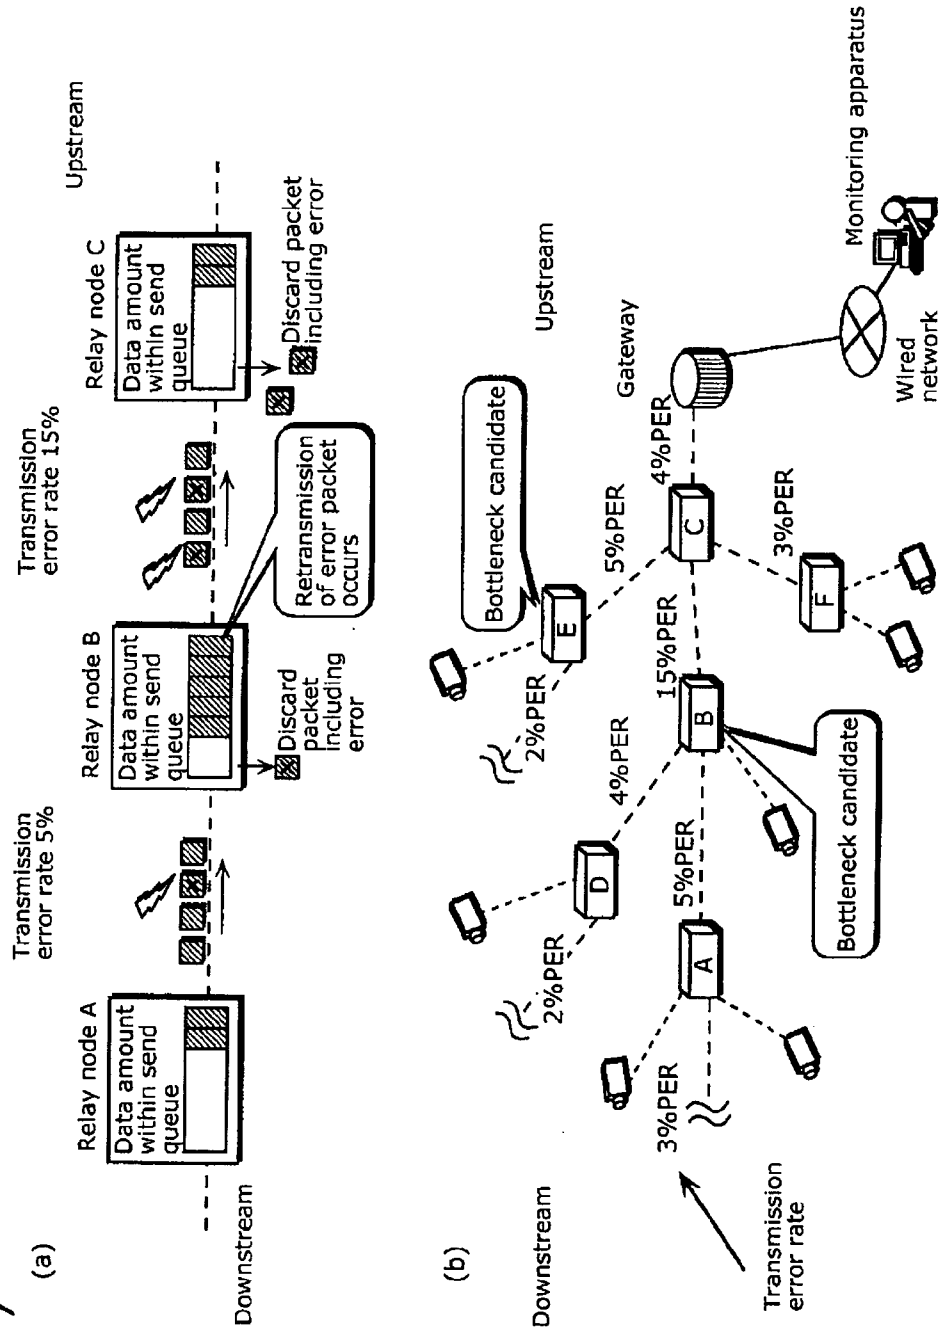 (a)
Transmission
error rate 5%
Transmission
error rate 15%
Relay node A
Data amount
within send
queue
Relay node B
Data amount
within send
queue
Relay node C
Data amount
within send
queue
Upstream
Discard
packet
including
error
Retransmission
of error packet
occurs
Discard packet
including error
Downstream
(b)
Downstream
Upstream
Bottleneck candidate
2%PER
2%PER
E
D
4%PER
5%PER
Gateway
3%PER
A
5%PER
B
15%PER
C
4%PER
F
3%PER
Bottleneck candidate
Transmission
error rate
Wired
network
Monitoring apparatus